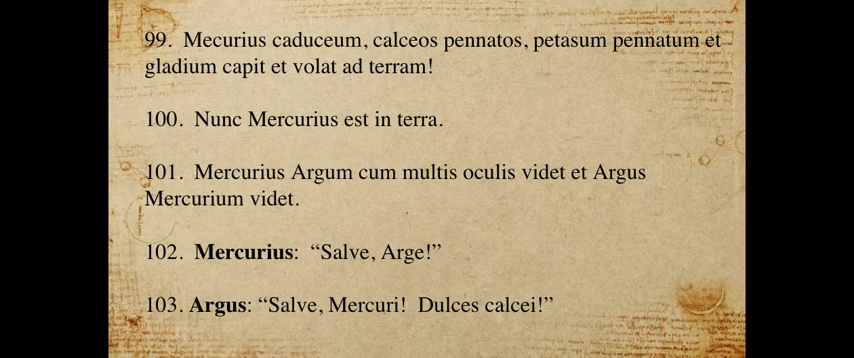 99. Mecurius caduceum, calceos pennatos, petasum pennatum et
gladium capit et volat ad terram!
100. Nunc Mercurius est in terra.
101. Mercurius Argum cum multis oculis videt et Argus
Mercurium videt.
102. Mercurius: “Salve, Arge!”
103. Argus: “Salve, Mercuri! Dulces calcei!”